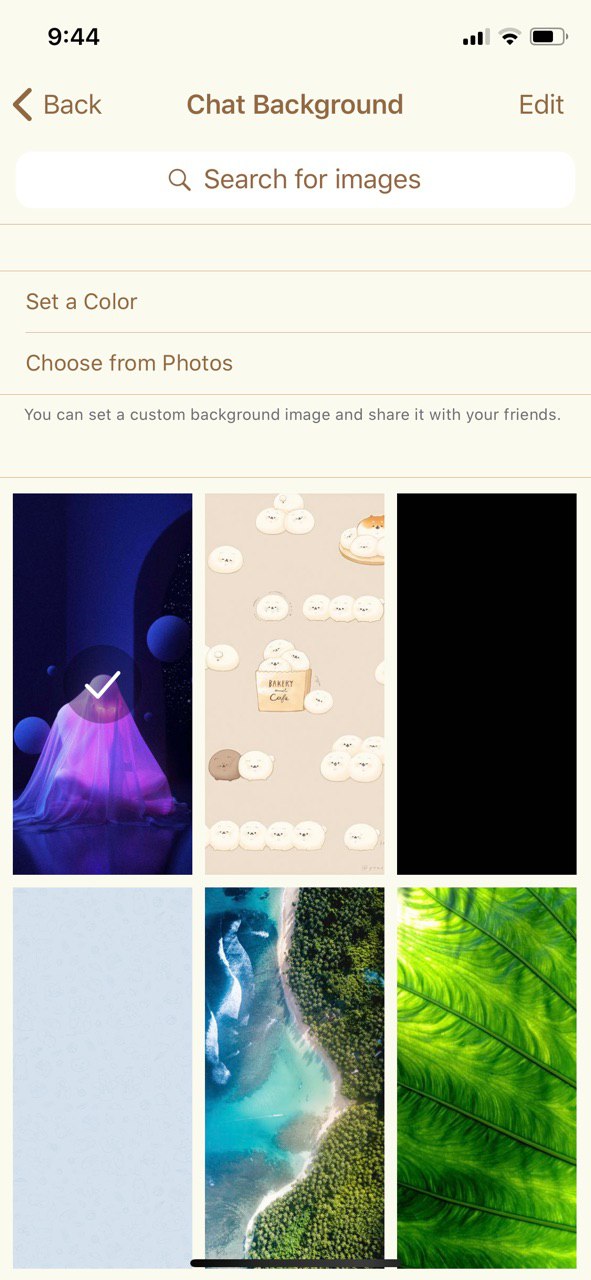 9:44
Back
Chat Background
Edit
Search for images
Set a Color
Choose from Photos
You can set a custom background image and share it with your friends.
BAKERY
and
Cafe